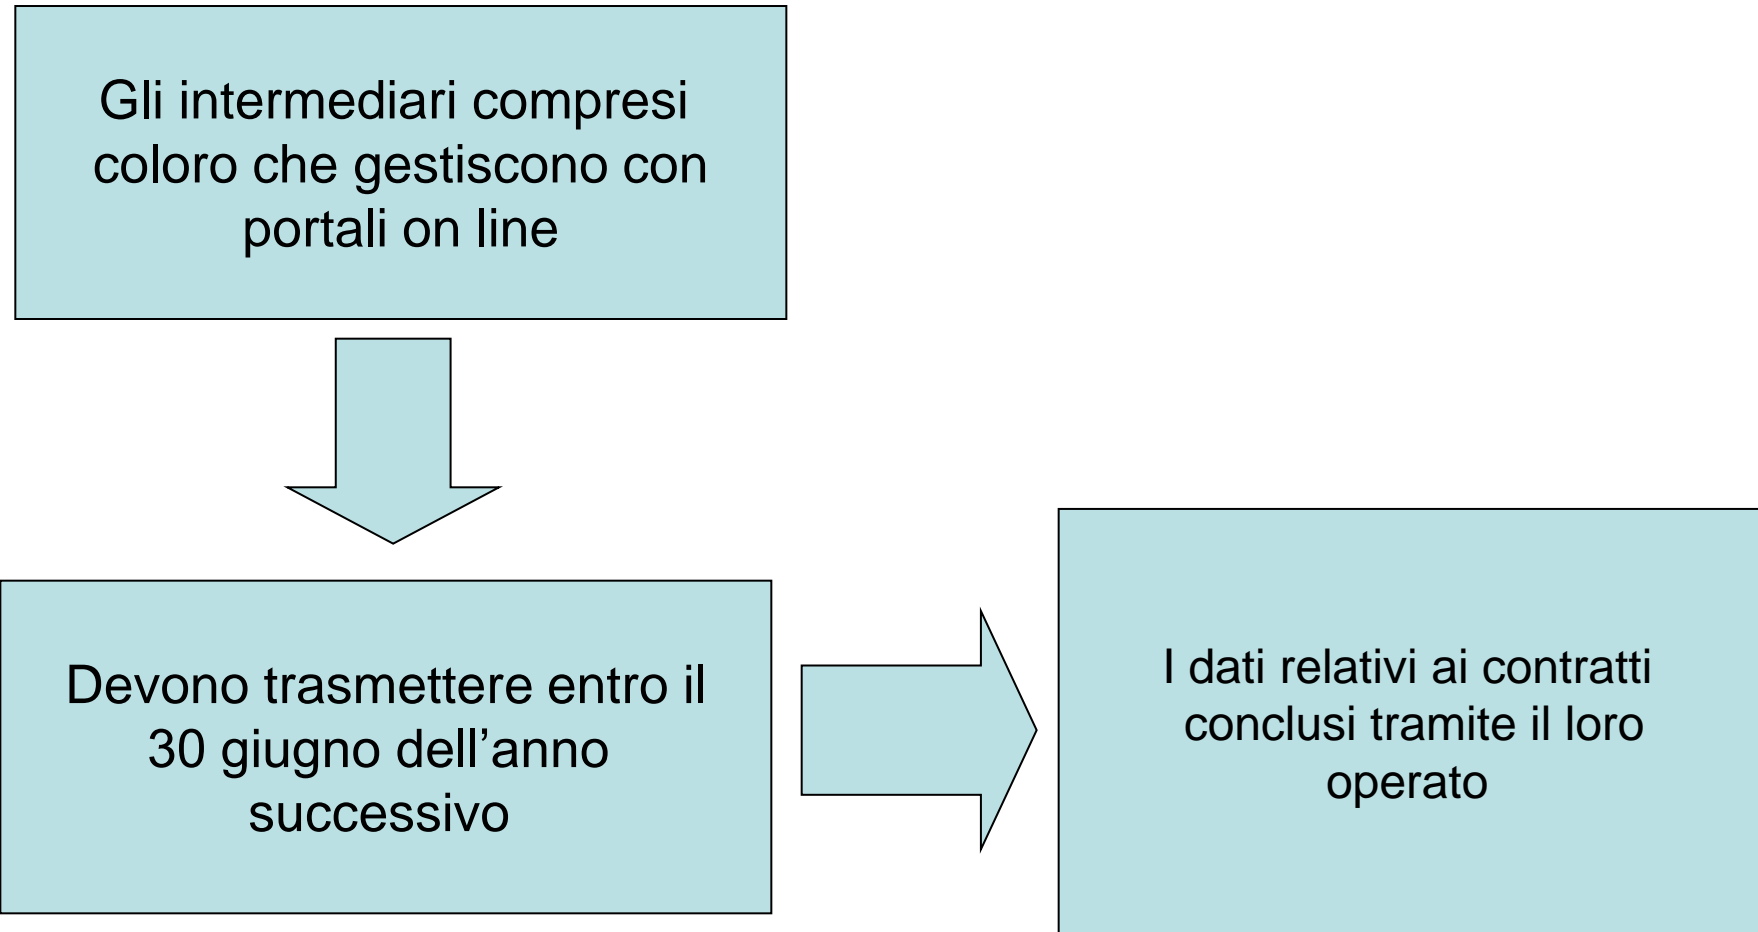 Gli intermediari compresi
coloro che gestiscono con
portali on line
Devono trasmettere entro il
30 giugno dell’anno
successivo
I dati relativi ai contratti
conclusi tramite il loro
operato